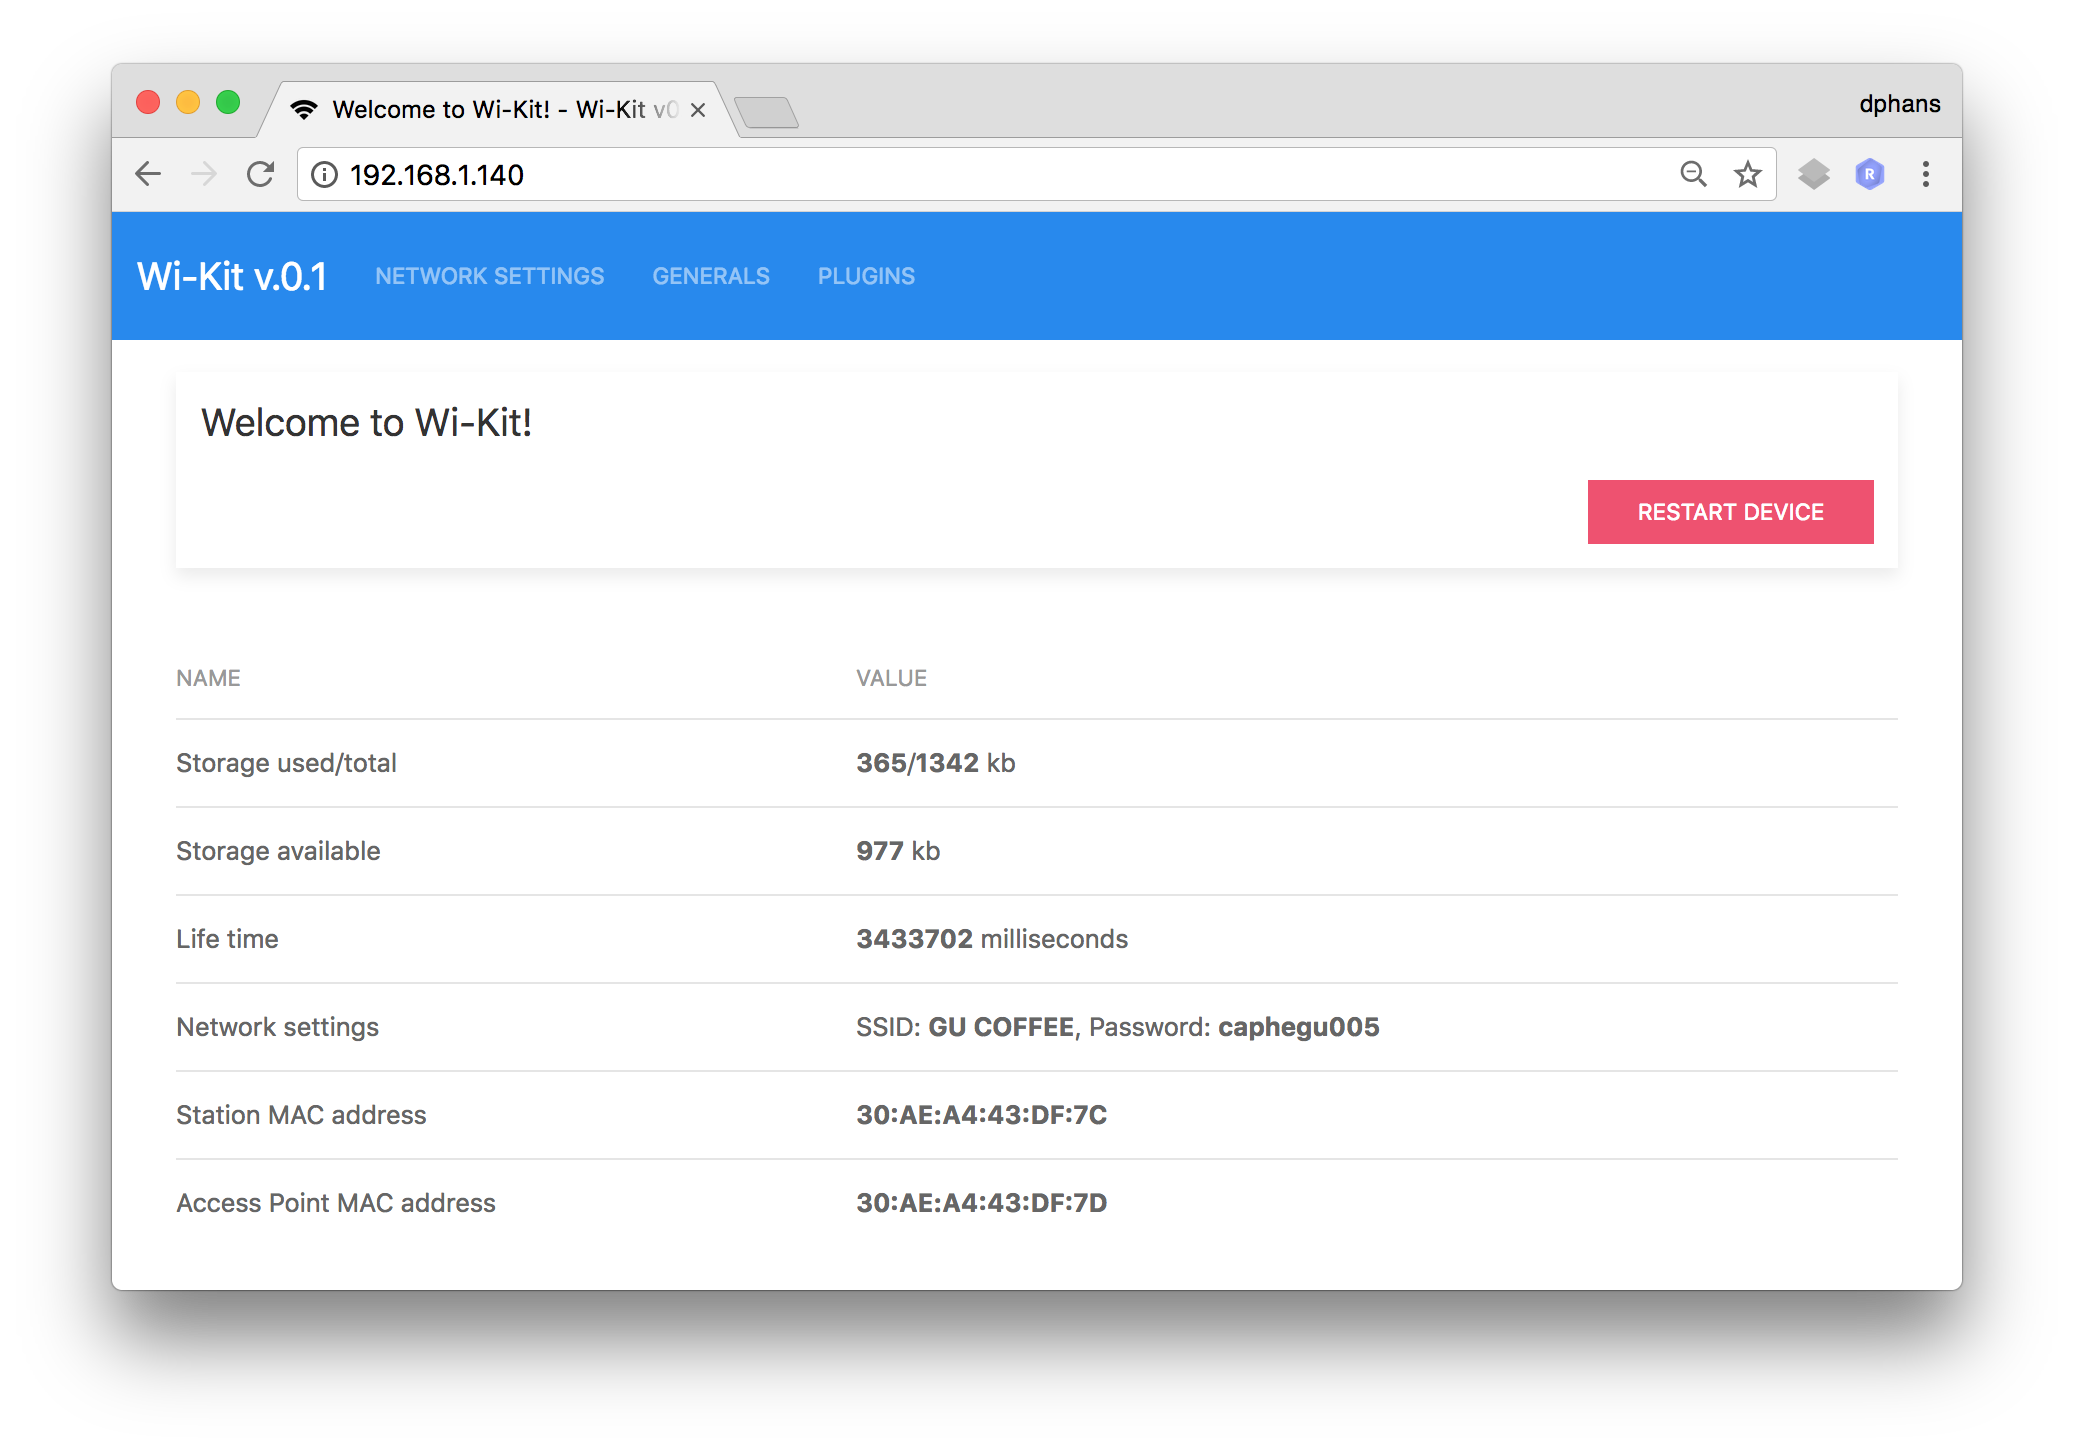 Welcome to Wi-Kit! - Wi-Kit v0
dphans
192.168.1.140
R
Wi-Kit v.0.1 NETWORK SETTINGS GENERALS PLUGINS
Welcome to Wi-Kit!
RESTART DEVICE
NAME VALUE
Storage used/total 365/1342 kb
Storage available 977 kb
Life time 3433702 milliseconds
Network settings SSID: GU COFFEE, Password: caphegu005
Station MAC address 30:AE:A4:43:DF:7C
Access Point MAC address 30:AE:A4:43:DF:7D